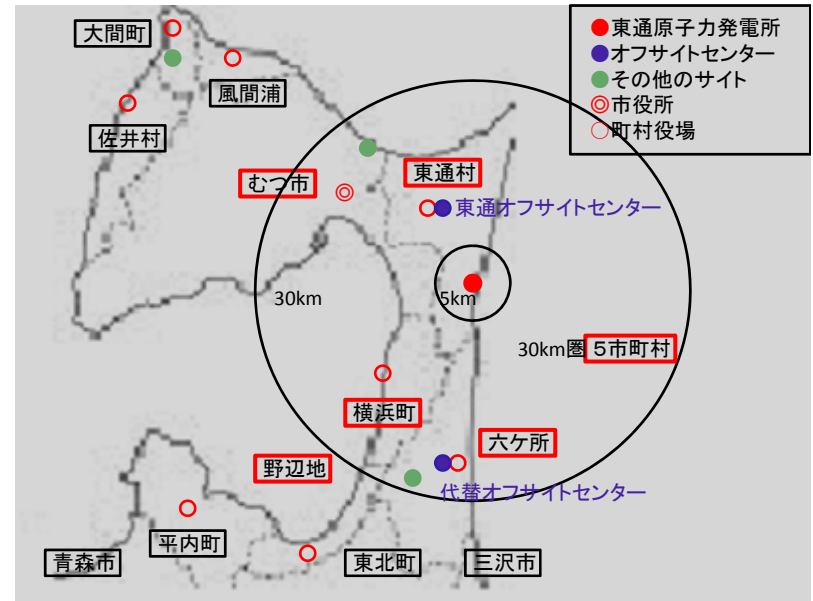 大間町
風間浦
佐井村
●東通原子力発電所
●オフサイトセンター
●その他のサイト
◎市役所
○町村役場
むつ市
東通村
東通オフサイトセンター
30km
5km
30km圏 5市町村
横浜町
六ケ所
野辺地
代替オフサイトセンター
平内町
青森市
東北町
三沢市